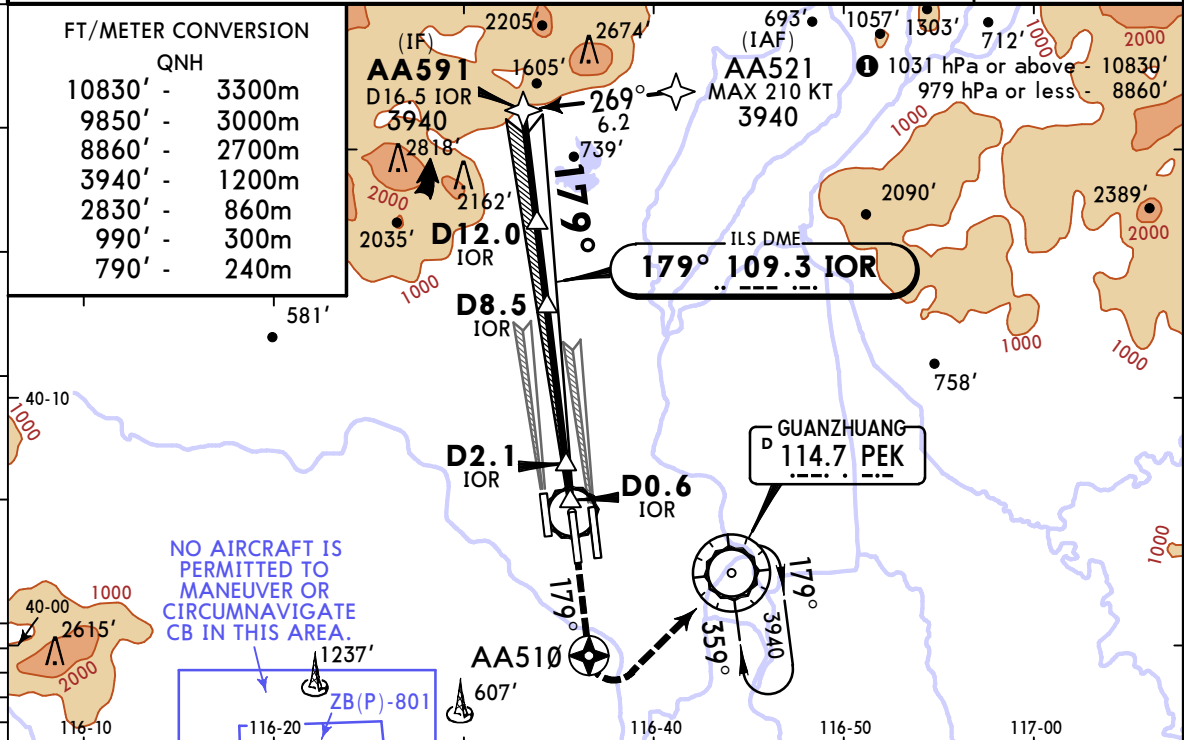 FT/METER CONVERSION
QNH
10830' - 3300m
9850' - 3000m
8860' - 2700m
3940' - 1200m
2830' - 860m
990' - 300m
790' - 240m
2205'
2674'
1605'
(IF)
AA591
D16.5 IOR
3940
269°
6.2
(IAF)
AA521
MAX 210 KT
3940
693'
1057'
1303'
712'
1000
2000
1 1031 hPa or above - 10830'
979 hPa or less - 8860'
1000
2818'
2000
2162'
2035'
1000
739'
179°
D12.0
IOR
2090'
2389'
2000
ILS DME
179° 109.3 IOR
D8.5
IOR
581'
1000
1000
758'
40-10
1000
GUANZHUANG
D 114.7 PEK
D2.1
IOR
D0.6
IOR
1000
NO AIRCRAFT IS
PERMITTED TO
MANEUVER OR
CIRCUMNAVIGATE
CB IN THIS AREA.
1000
40-00
2615'
2000
179°
AA510
179°
3940
359°
1237'
607'
ZB(P)-801
116-10
116-20
116-40
116-50
117-00